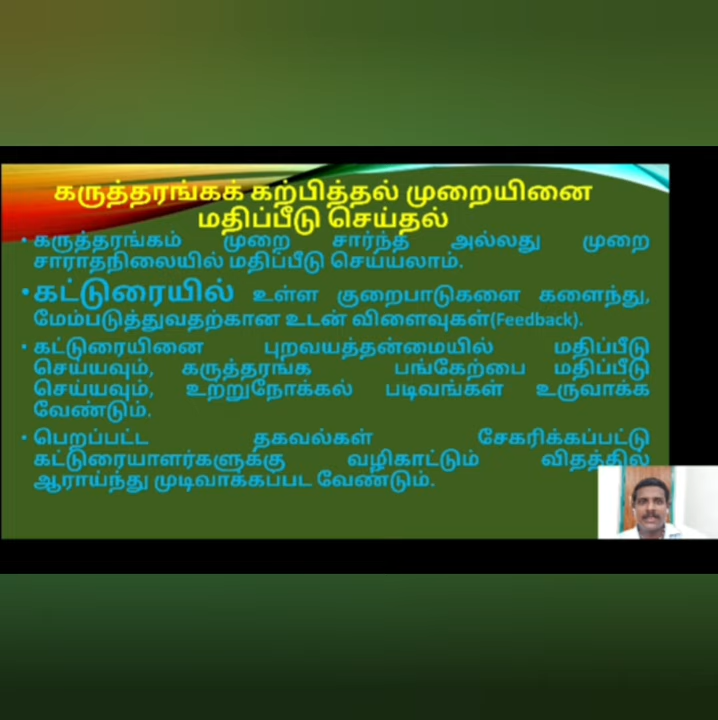 கருத்தரங்கக் கற்பித்தல் முறையினை
மதிப்பீடு செய்தல்
• கருத்தரங்கம் முறை சார்ந்த அல்லது முறை
சாராதநிலையில் மதிப்பீடு செய்யலாம்.
• கட்டுரையில் உள்ள குறைபாடுகளை களைந்து,
மேம்படுத்துவதற்கான உடன் விளைவுகள்(Feedback).
• கட்டுரையினை புறவயத்தன்மையில் மதிப்பீடு
செய்யவும், கருத்தரங்க பங்கேற்பை மதிப்பீடு
செய்யவும், உற்றுநோக்கல் படிவங்கள் உருவாக்க
வேண்டும்.
• பெறப்பட்ட தகவல்கள் சேகரிக்கப்பட்டு
கட்டுரையாளர்களுக்கு வழிகாட்டும் விதத்தில்
ஆராய்ந்து முடிவாக்கப்பட வேண்டும்.